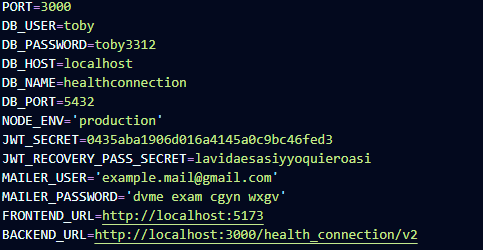 PORT=3000
DB_USER=toby
DB_PASSWORD=toby3312
DB_HOST=localhost
DB_NAME=healthconnection
DB_PORT=5432
NODE_ENV='production'
JWT_SECRET=0435aba1906d016a4145a0c9bc46fed3
JWT_RECOVERY_PASS_SECRET=lavidaesasiyyoquieroasi
MAILER_USER='example.mail@gmail.com'
MAILER_PASSWORD='dvme exam cgyn wxgv'
FRONTEND_URL=http://localhost:5173
BACKEND_URL=http://localhost:3000/health_connection/v2